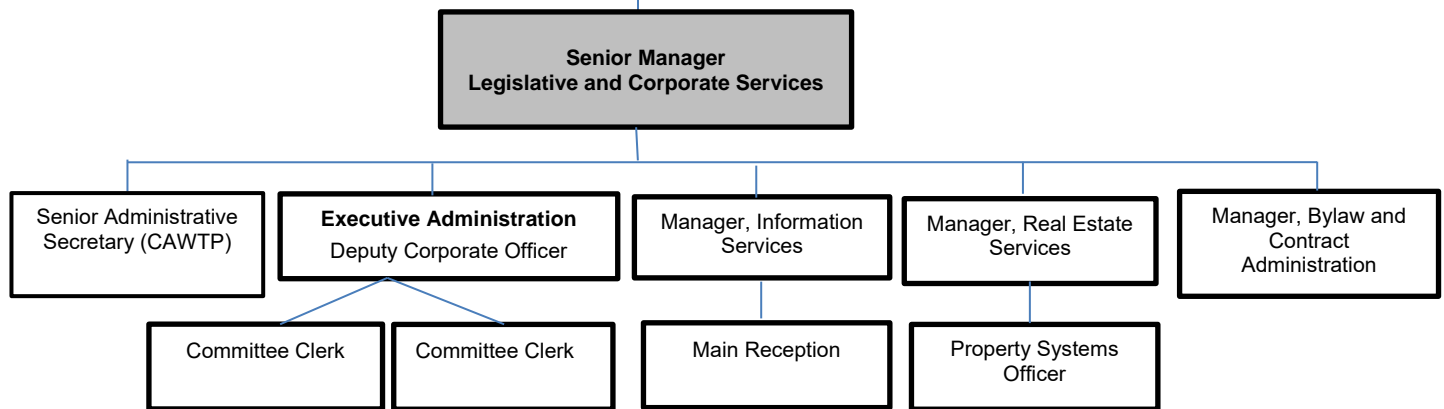 Senior Manager
Legislative and Corporate Services
Senior Administrative
Secretary (CAWTP)
Executive Administration
Deputy Corporate Officer
Manager, Information
Services
Manager, Real Estate
Services
Manager, Bylaw and
Contract
Administration
Committee Clerk
Committee Clerk
Main Reception
Property Systems
Officer